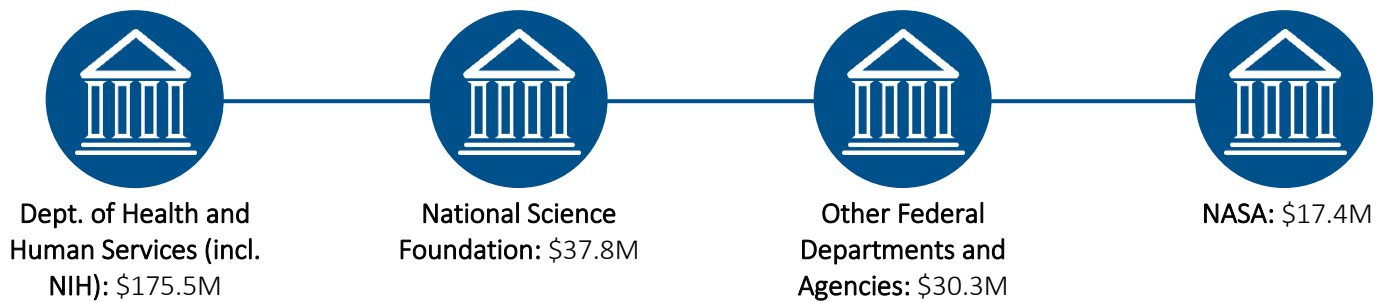 Dept. of Health and
Human Services (incl.
NIH): $175.5M
National Science
Foundation: $37.8M
Other Federal
Departments and
Agencies: $30.3M
NASA: $17.4M